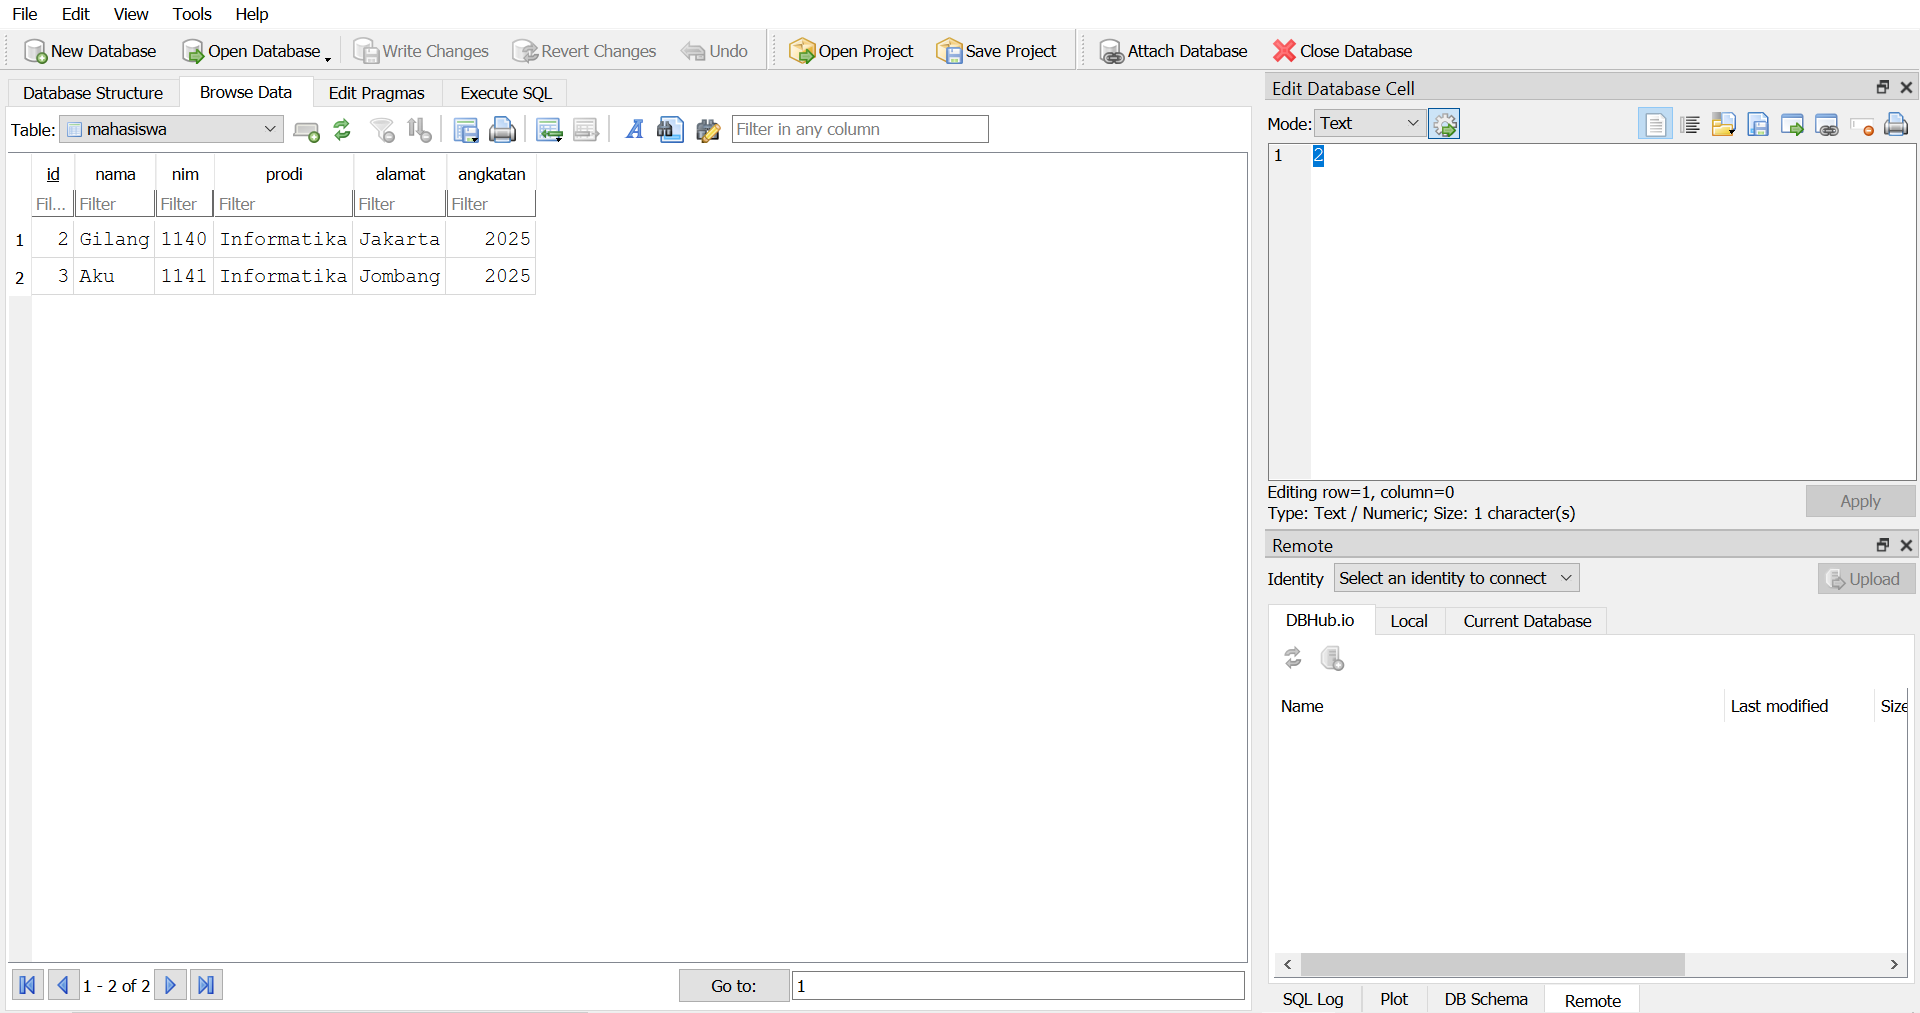 File Edit View Tools Help
New Database Open Database Write Changes Revert Changes Undo Open Project Save Project Attach Database Close Database
Database Structure Browse Data Edit Pragmas Execute SQL
Table: mahasiswa Filter in any column
id nama nim prodi alamat angkatan
Fil... Filter Filter Filter Filter Filter
1 2 Gilang 1140 Informatika Jakarta 2025
2 3 Aku 1141 Informatika Jombang 2025
1 - 2 of 2 Go to: 1
Edit Database Cell
Mode: Text
1 2
Editing row=1, column=0
Type: Text / Numeric; Size: 1 character(s)
Apply
Remote
Identity Select an identity to connect Upload
DBHub.io Local Current Database
Name Last modified Size
SQL Log Plot DB Schema Remote